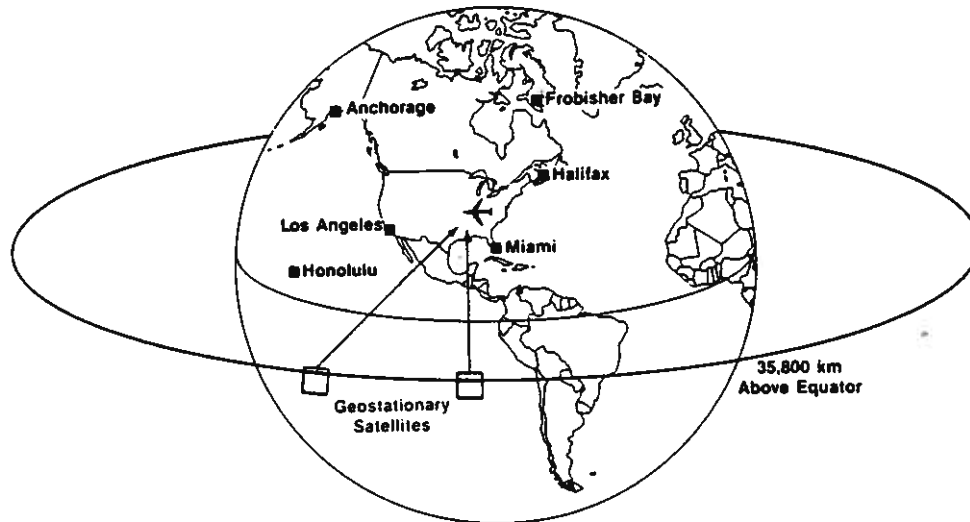 Anchorage
Frobisher Bay
Halifax
Los Angeles
Miami
Honolulu
35,800 km
Above Equator
Geostationary
Satellites